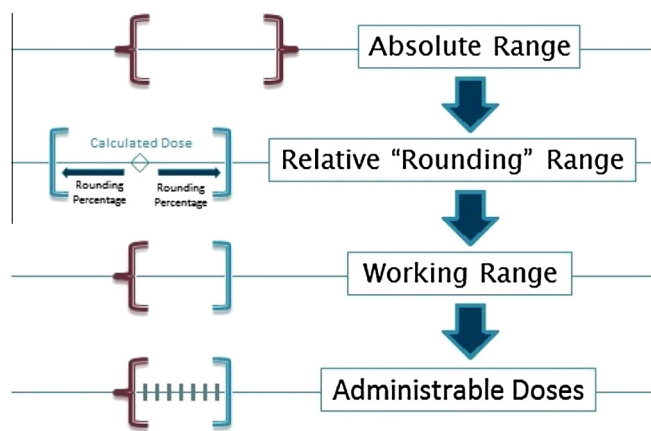 Absolute Range
Calculated Dose
Relative “Rounding” Range
Rounding Percentage
Rounding Percentage
Working Range
Administrable Doses